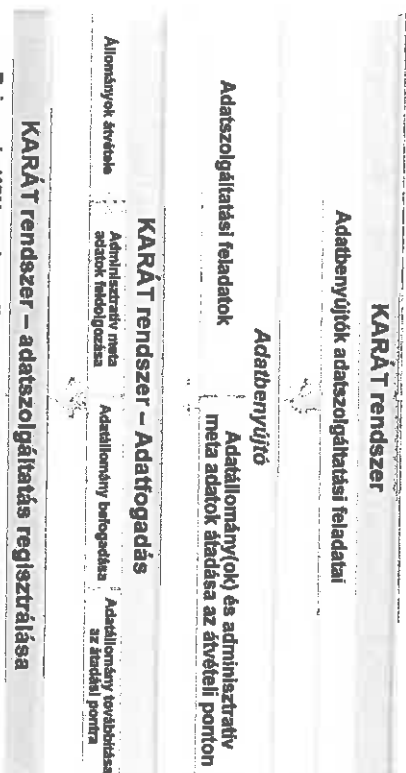 KARÁT rendszer
Adatbenyújtók adatszolgáltatási feladatai
Adatbenyújtó
Adatszolgáltatási feladatok
Adatállomány(ok) és adminisztratív
meta adatok átadása az átvételi ponton
KARÁT rendszer – Adatfogadás
Állományok átvétele
Adminisztratív meta
adatok feldolgozása
Adatállomány befogadása
Adatállomány továbbítása
az átadási pontra
KARÁT rendszer – adatszolgáltatás regisztrálása